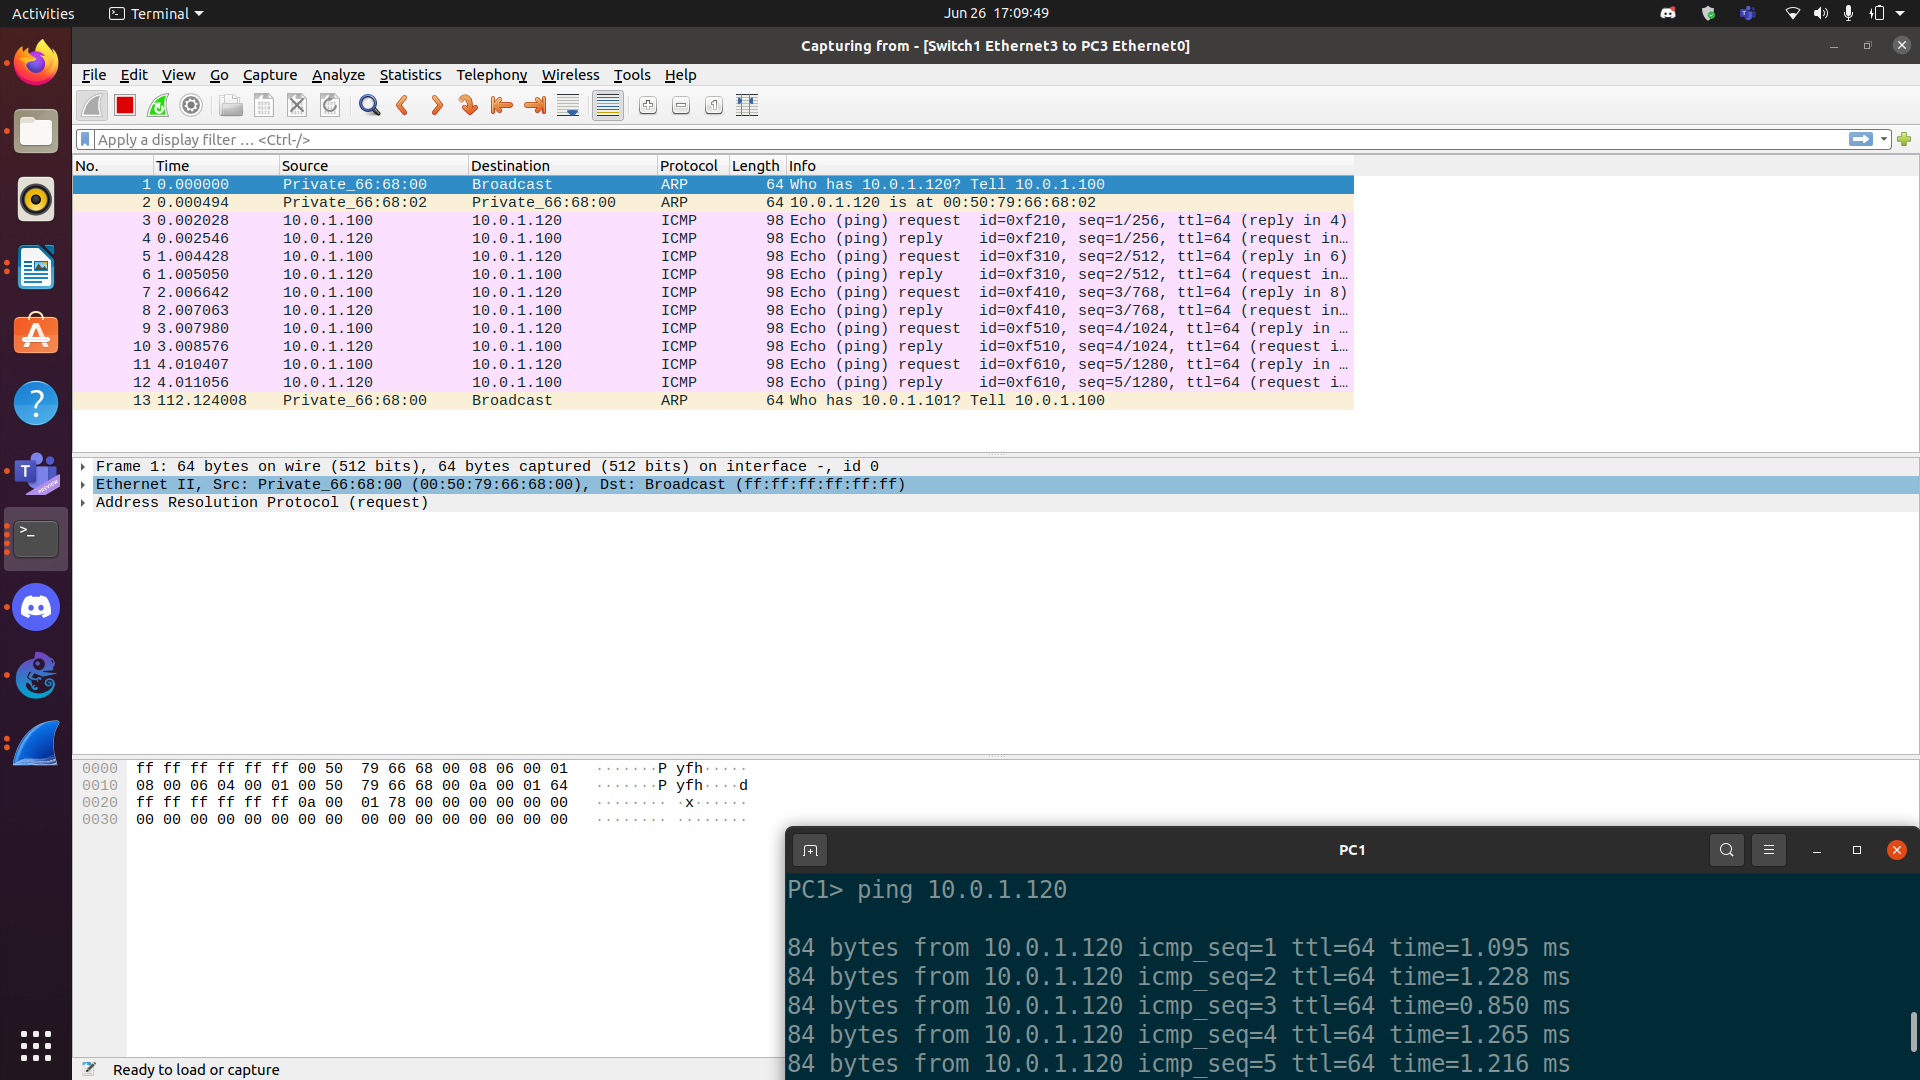 Activities Terminal Jun 26 17:09:49
Capturing from - [Switch1 Ethernet3 to PC3 Ethernet0]
File Edit View Go Capture Analyze Statistics Telephony Wireless Tools Help
Apply a display filter … <Ctrl-/>
No. Time Source Destination Protocol Length Info
1 0.000000 Private_66:68:00 Broadcast ARP 64 Who has 10.0.1.120? Tell 10.0.1.100
2 0.000494 Private_66:68:02 Private_66:68:00 ARP 64 10.0.1.120 is at 00:50:79:66:68:02
3 0.002028 10.0.1.100 10.0.1.120 ICMP 98 Echo (ping) request id=0xf210, seq=1/256, ttl=64 (reply in 4)
4 0.002546 10.0.1.120 10.0.1.100 ICMP 98 Echo (ping) reply id=0xf210, seq=1/256, ttl=64 (request in…
5 1.004428 10.0.1.100 10.0.1.120 ICMP 98 Echo (ping) request id=0xf310, seq=2/512, ttl=64 (reply in 6)
6 1.005050 10.0.1.120 10.0.1.100 ICMP 98 Echo (ping) reply id=0xf310, seq=2/512, ttl=64 (request in…
7 2.006642 10.0.1.100 10.0.1.120 ICMP 98 Echo (ping) request id=0xf410, seq=3/768, ttl=64 (reply in 8)
8 2.007063 10.0.1.120 10.0.1.100 ICMP 98 Echo (ping) reply id=0xf410, seq=3/768, ttl=64 (request in…
9 3.007980 10.0.1.100 10.0.1.120 ICMP 98 Echo (ping) request id=0xf510, seq=4/1024, ttl=64 (reply in …
10 3.008576 10.0.1.120 10.0.1.100 ICMP 98 Echo (ping) reply id=0xf510, seq=4/1024, ttl=64 (request i…
11 4.010407 10.0.1.100 10.0.1.120 ICMP 98 Echo (ping) request id=0xf610, seq=5/1280, ttl=64 (reply in …
12 4.011056 10.0.1.120 10.0.1.100 ICMP 98 Echo (ping) reply id=0xf610, seq=5/1280, ttl=64 (request i…
13 112.124008 Private_66:68:00 Broadcast ARP 64 Who has 10.0.1.101? Tell 10.0.1.100
Frame 1: 64 bytes on wire (512 bits), 64 bytes captured (512 bits) on interface -, id 0
Ethernet II, Src: Private_66:68:00 (00:50:79:66:68:00), Dst: Broadcast (ff:ff:ff:ff:ff:ff)
Address Resolution Protocol (request)
0000 ff ff ff ff ff ff 00 50 79 66 68 00 08 06 00 01 ·······P yfh·····
0010 08 00 06 04 00 01 00 50 79 66 68 00 0a 00 01 64 ·······P yfh····d
0020 ff ff ff ff ff ff 0a 00 01 78 00 00 00 00 00 00 ········ ·x······
0030 00 00 00 00 00 00 00 00 00 00 00 00 00 00 00 00 ········ ········
PC1
PC1> ping 10.0.1.120
84 bytes from 10.0.1.120 icmp_seq=1 ttl=64 time=1.095 ms
84 bytes from 10.0.1.120 icmp_seq=2 ttl=64 time=1.228 ms
84 bytes from 10.0.1.120 icmp_seq=3 ttl=64 time=0.850 ms
84 bytes from 10.0.1.120 icmp_seq=4 ttl=64 time=1.265 ms
84 bytes from 10.0.1.120 icmp_seq=5 ttl=64 time=1.216 ms
Ready to load or capture